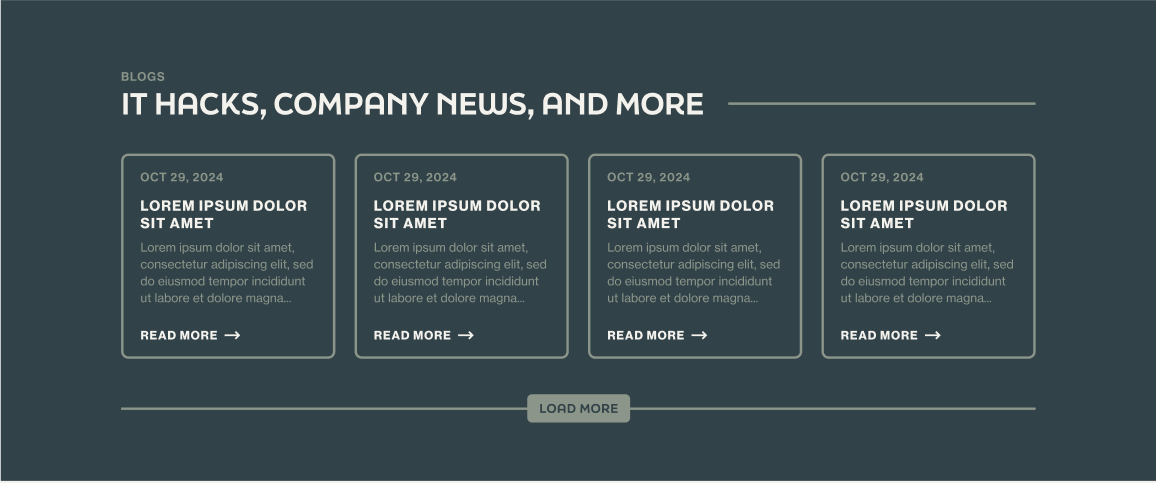 BLOGS
IT HACKS, COMPANY NEWS, AND MORE
OCT 29, 2024
LOREM IPSUM DOLOR
SIT AMET
Lorem ipsum dolor sit amet,
consectetur adipiscing elit, sed
do eiusmod tempor incididunt
ut labore et dolore magna...
READ MORE →
OCT 29, 2024
LOREM IPSUM DOLOR
SIT AMET
Lorem ipsum dolor sit amet,
consectetur adipiscing elit, sed
do eiusmod tempor incididunt
ut labore et dolore magna...
READ MORE →
OCT 29, 2024
LOREM IPSUM DOLOR
SIT AMET
Lorem ipsum dolor sit amet,
consectetur adipiscing elit, sed
do eiusmod tempor incididunt
ut labore et dolore magna...
READ MORE →
OCT 29, 2024
LOREM IPSUM DOLOR
SIT AMET
Lorem ipsum dolor sit amet,
consectetur adipiscing elit, sed
do eiusmod tempor incididunt
ut labore et dolore magna...
READ MORE →
LOAD MORE